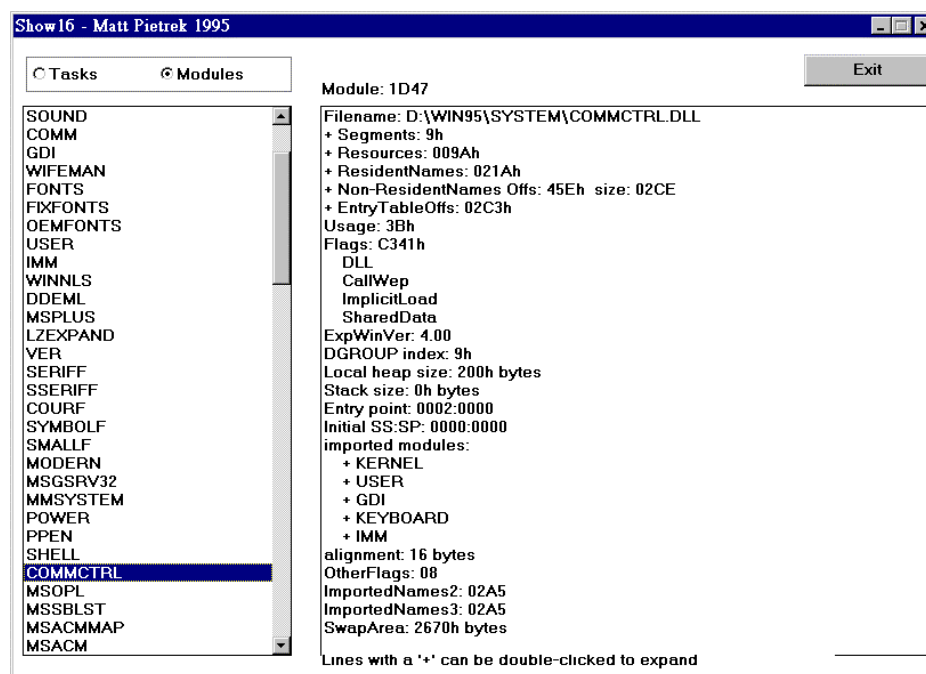 Show16 - Matt Pietrek 1995
Tasks
Modules
Exit
Module: 1D47
SOUND
COMM
GDI
WIFEMAN
FONTS
FIXFONTS
OEMFONTS
USER
IMM
WINNLS
DDEML
MSPLUS
LZEXPAND
VER
SERIFF
SSERIFF
COURF
SYMBOLF
SMALLF
MODERN
MSGSRV32
MMSYSTEM
POWER
PPEN
SHELL
COMMCTRL
MSOPL
MSSBLST
MSACMMAP
MSACM
Filename: D:\WIN95\SYSTEM\COMMCTRL.DLL
+ Segments: 9h
+ Resources: 009Ah
+ ResidentNames: 021Ah
+ Non-ResidentNames Offs: 45Eh size: 02CE
+ EntryTableOffs: 02C3h
Usage: 3Bh
Flags: C341h
DLL
CallWep
ImplicitLoad
SharedData
ExpWinVer: 4.00
DGROUP index: 9h
Local heap size: 200h bytes
Stack size: 0h bytes
Entry point: 0002:0000
Initial SS:SP: 0000:0000
imported modules:
+ KERNEL
+ USER
+ GDI
+ KEYBOARD
+ IMM
alignment: 16 bytes
OtherFlags: 08
ImportedNames2: 02A5
ImportedNames3: 02A5
SwapArea: 2670h bytes
Lines with a '+' can be double-clicked to expand